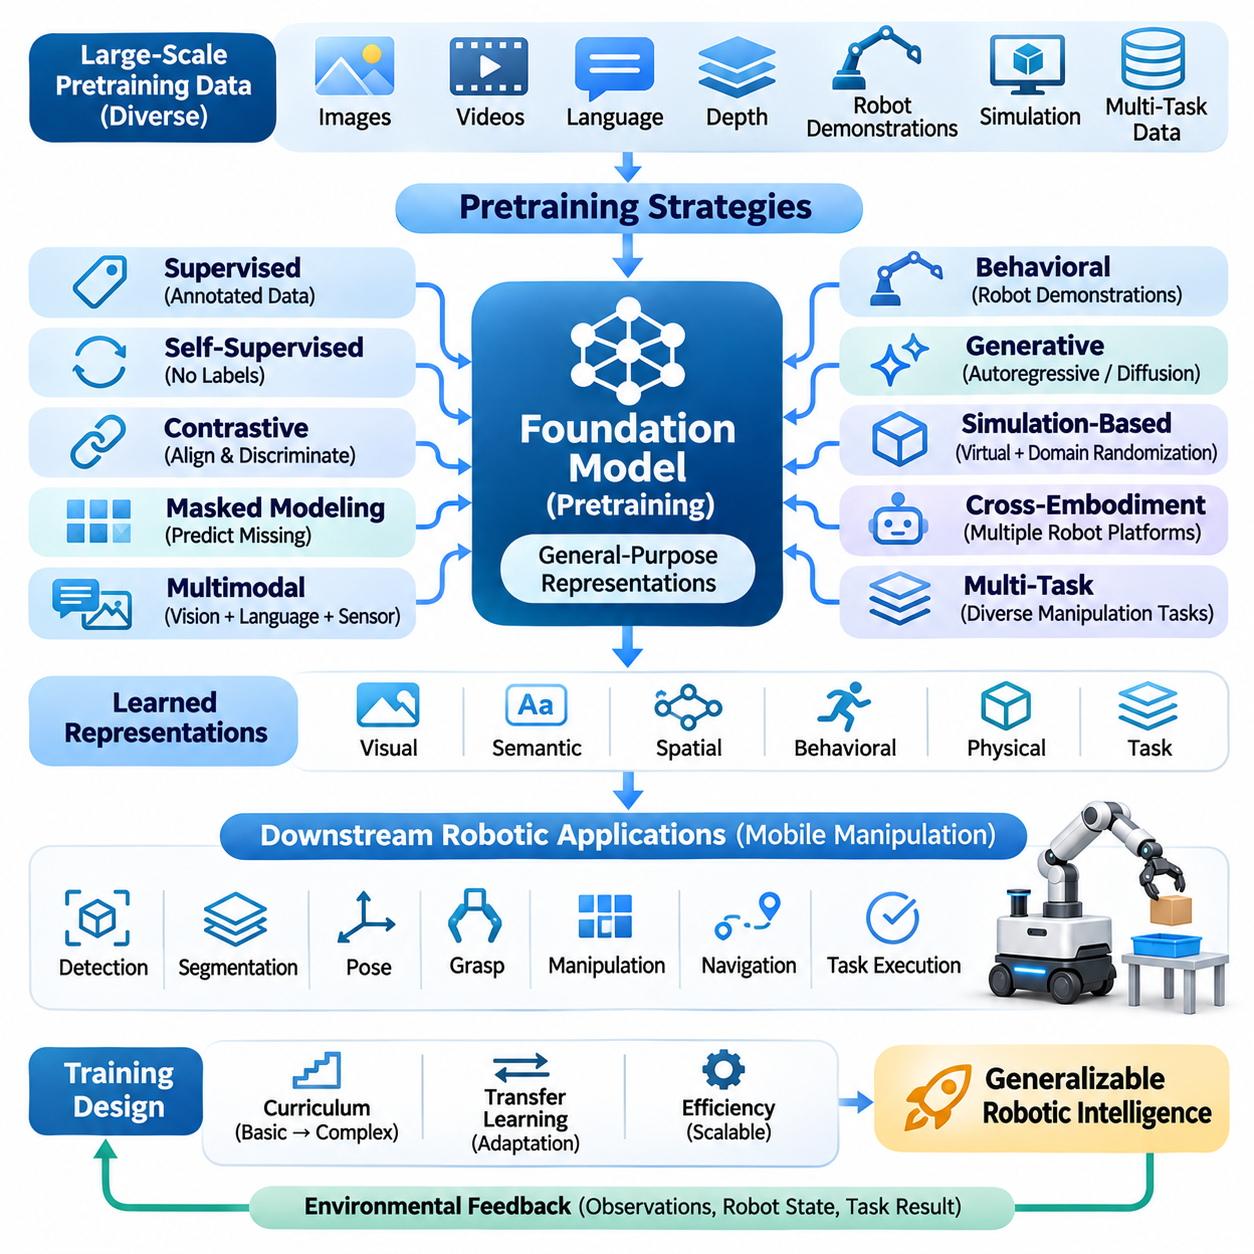 Large-Scale
Pretraining Data
(Diverse)
Images
Videos
Language
Depth
Robot
Demonstrations
Simulation
Multi-Task
Data
Pretraining Strategies
Supervised
(Annotated Data)
Self-Supervised
(No Labels)
Contrastive
(Align & Discriminate)
Masked Modeling
(Predict Missing)
Multimodal
(Vision + Language + Sensor)
Foundation
Model
(Pretraining)
General-Purpose
Representations
Behavioral
(Robot Demonstrations)
Generative
(Autoregressive / Diffusion)
Simulation-Based
(Virtual + Domain Randomization)
Cross-Embodiment
(Multiple Robot Platforms)
Multi-Task
(Diverse Manipulation Tasks)
Learned
Representations
Visual
Aa
Semantic
Spatial
Behavioral
Physical
Task
Downstream Robotic Applications (Mobile Manipulation)
Detection
Segmentation
Pose
Grasp
Manipulation
Navigation
Task Execution
Training
Design
Curriculum
(Basic → Complex)
Transfer
Learning
(Adaptation)
Efficiency
(Scalable)
Generalizable
Robotic Intelligence
Environmental Feedback (Observations, Robot State, Task Result)